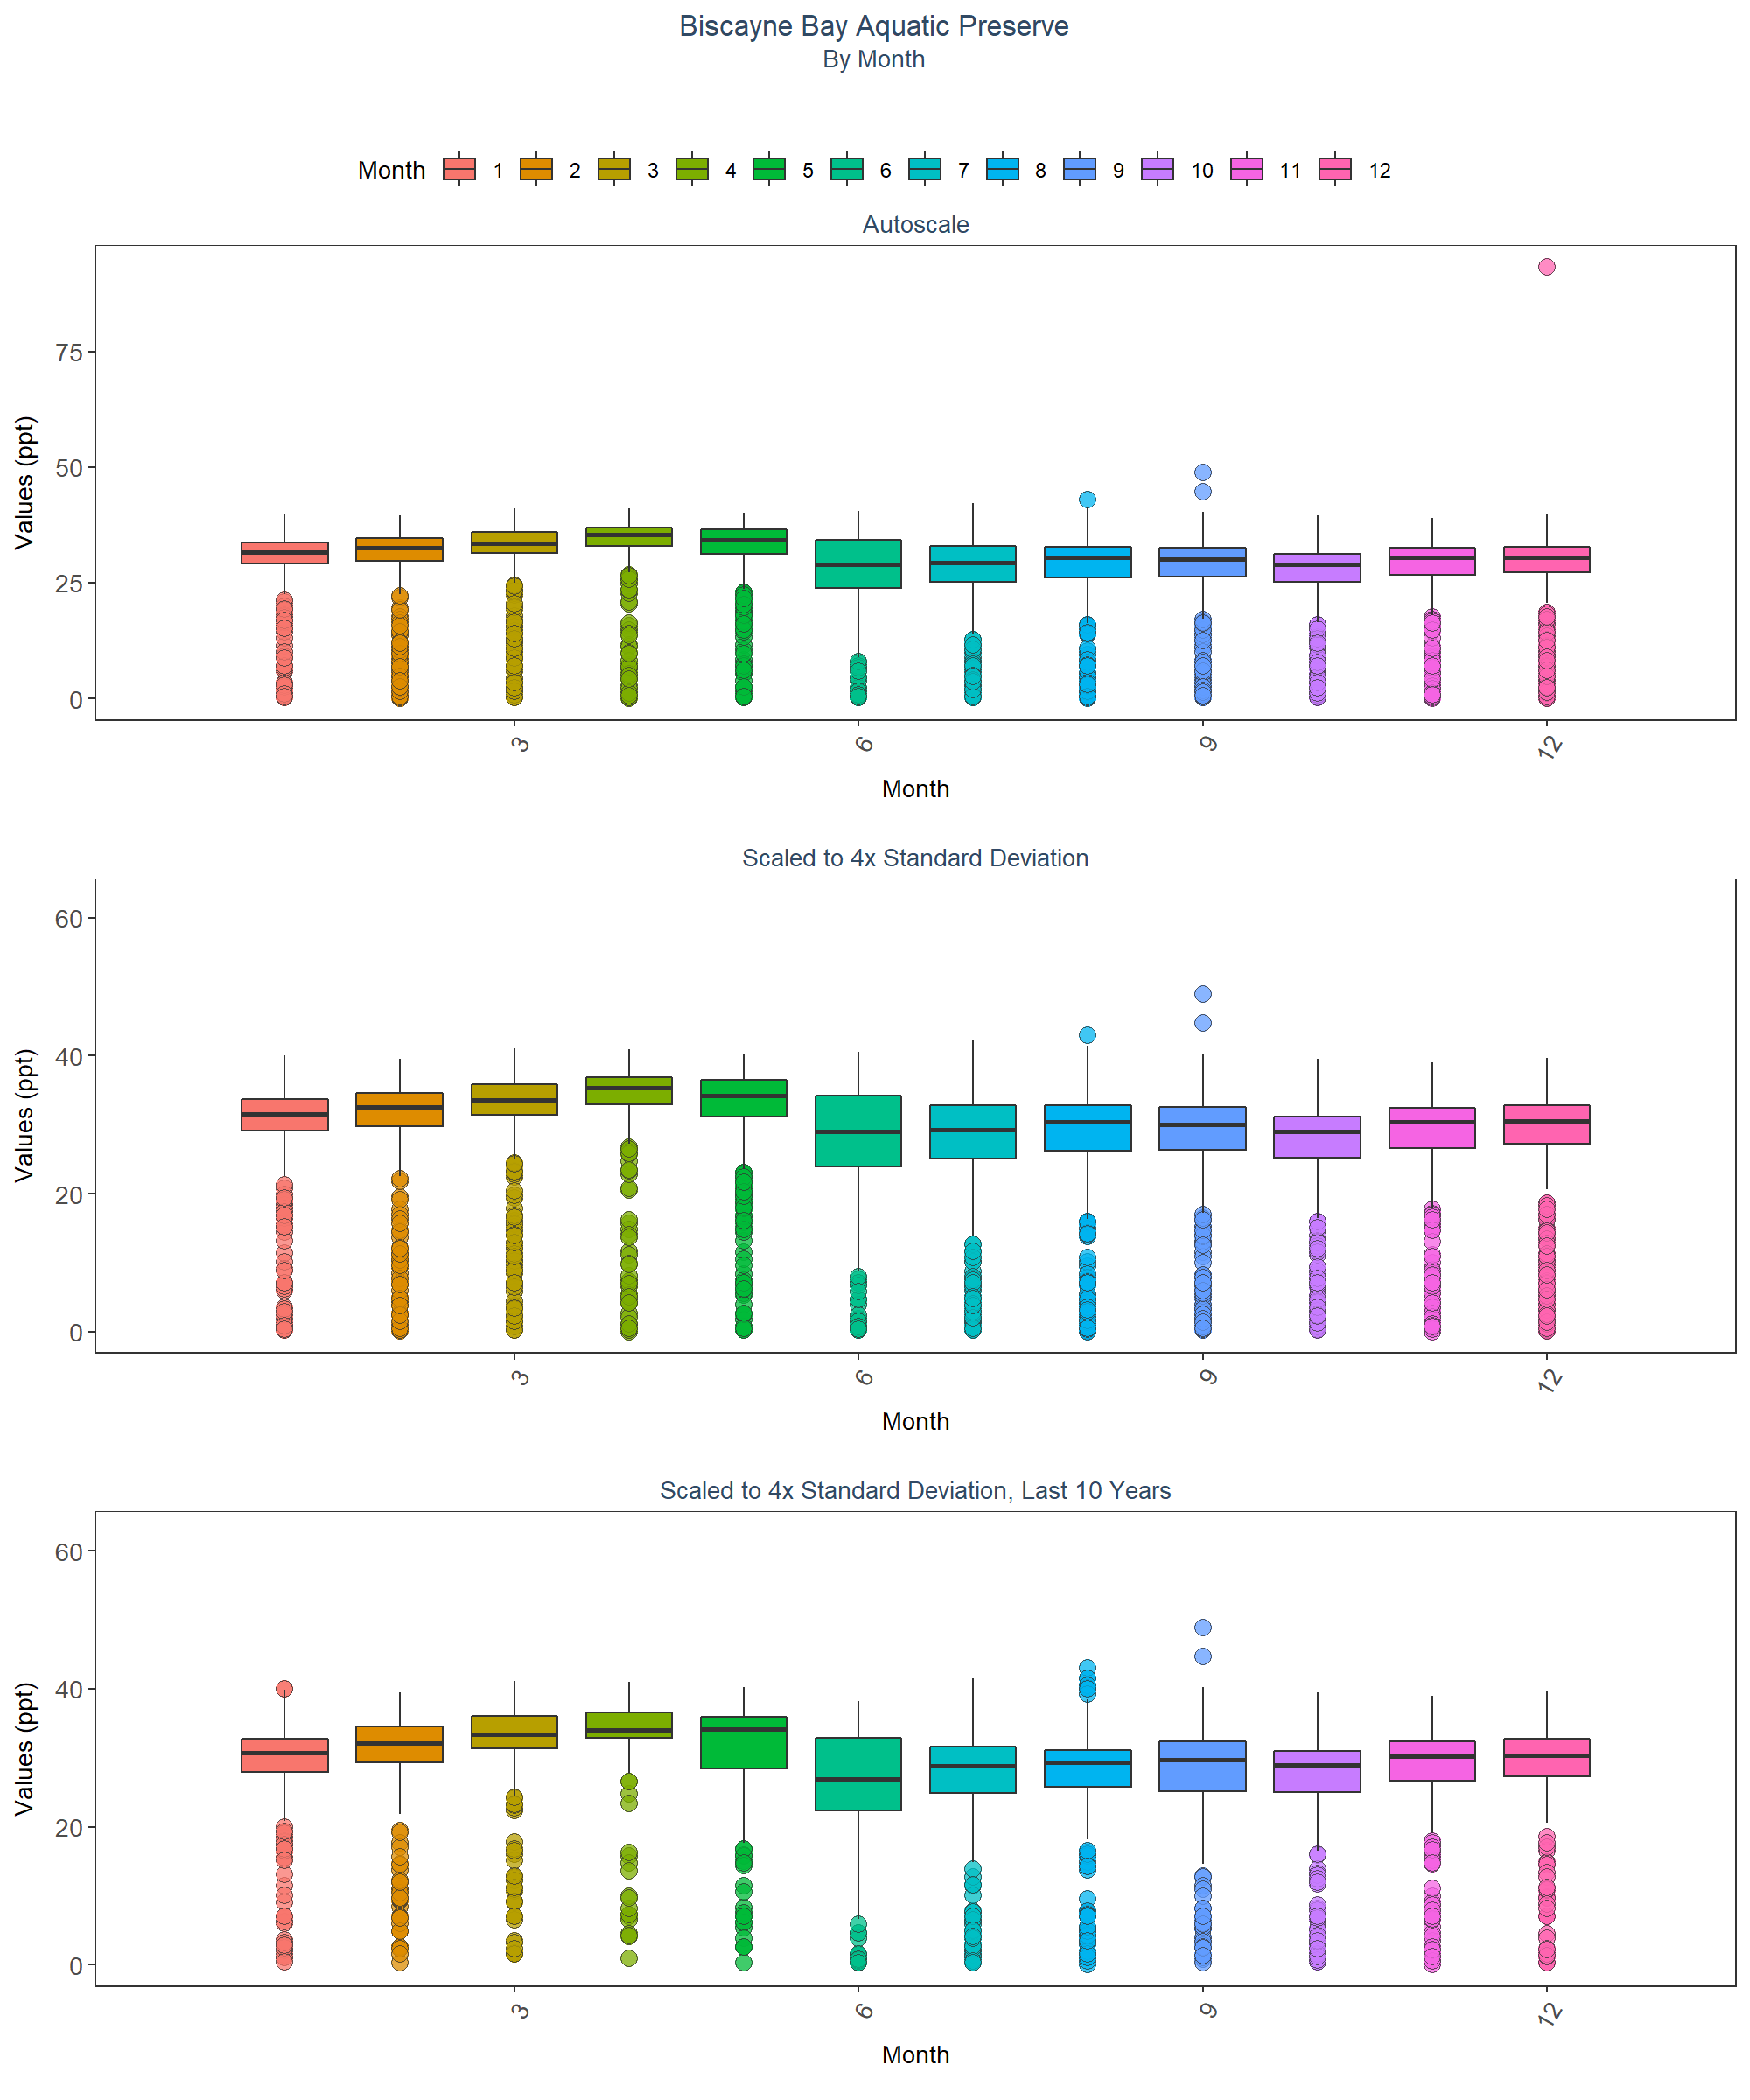 Biscayne Bay Aquatic Preserve
By Month
Month 1 2 3 4 5 6 7 8 9 10 11 12
Autoscale
Values (ppt)
75
50
25
0
3 6 9 12
Month
Scaled to 4x Standard Deviation
Values (ppt)
60
40
20
0
3 6 9 12
Month
Scaled to 4x Standard Deviation, Last 10 Years
Values (ppt)
60
40
20
0
3 6 9 12
Month